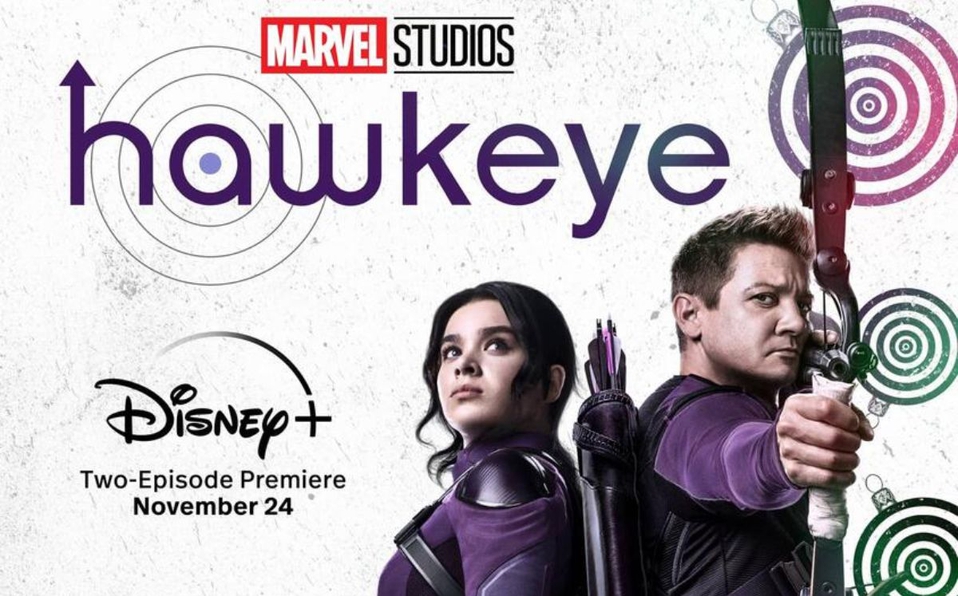 MARVEL STUDIOS
hawkeye
Disney+
Two-Episode Premiere
November 24